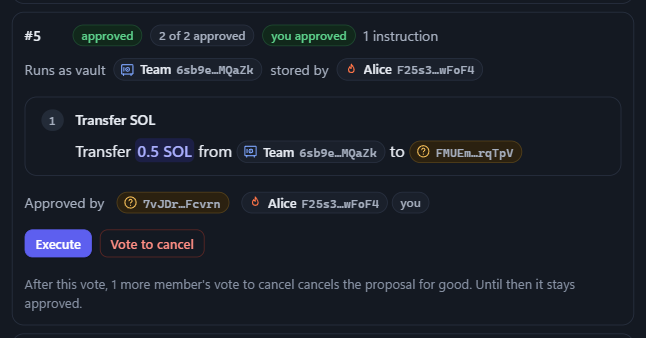 #5 approved 2 of 2 approved you approved 1 instruction
Runs as vault Team 6sb9e…MQaZk stored by Alice F25s3…wFoF4
1 Transfer SOL
Transfer 0.5 SOL from Team 6sb9e…MQaZk to FMUEm…rqTpV
Approved by 7vJDr…Fcvrn Alice F25s3…wFoF4 you
Execute Vote to cancel
After this vote, 1 more member's vote to cancel cancels the proposal for good. Until then it stays
approved.